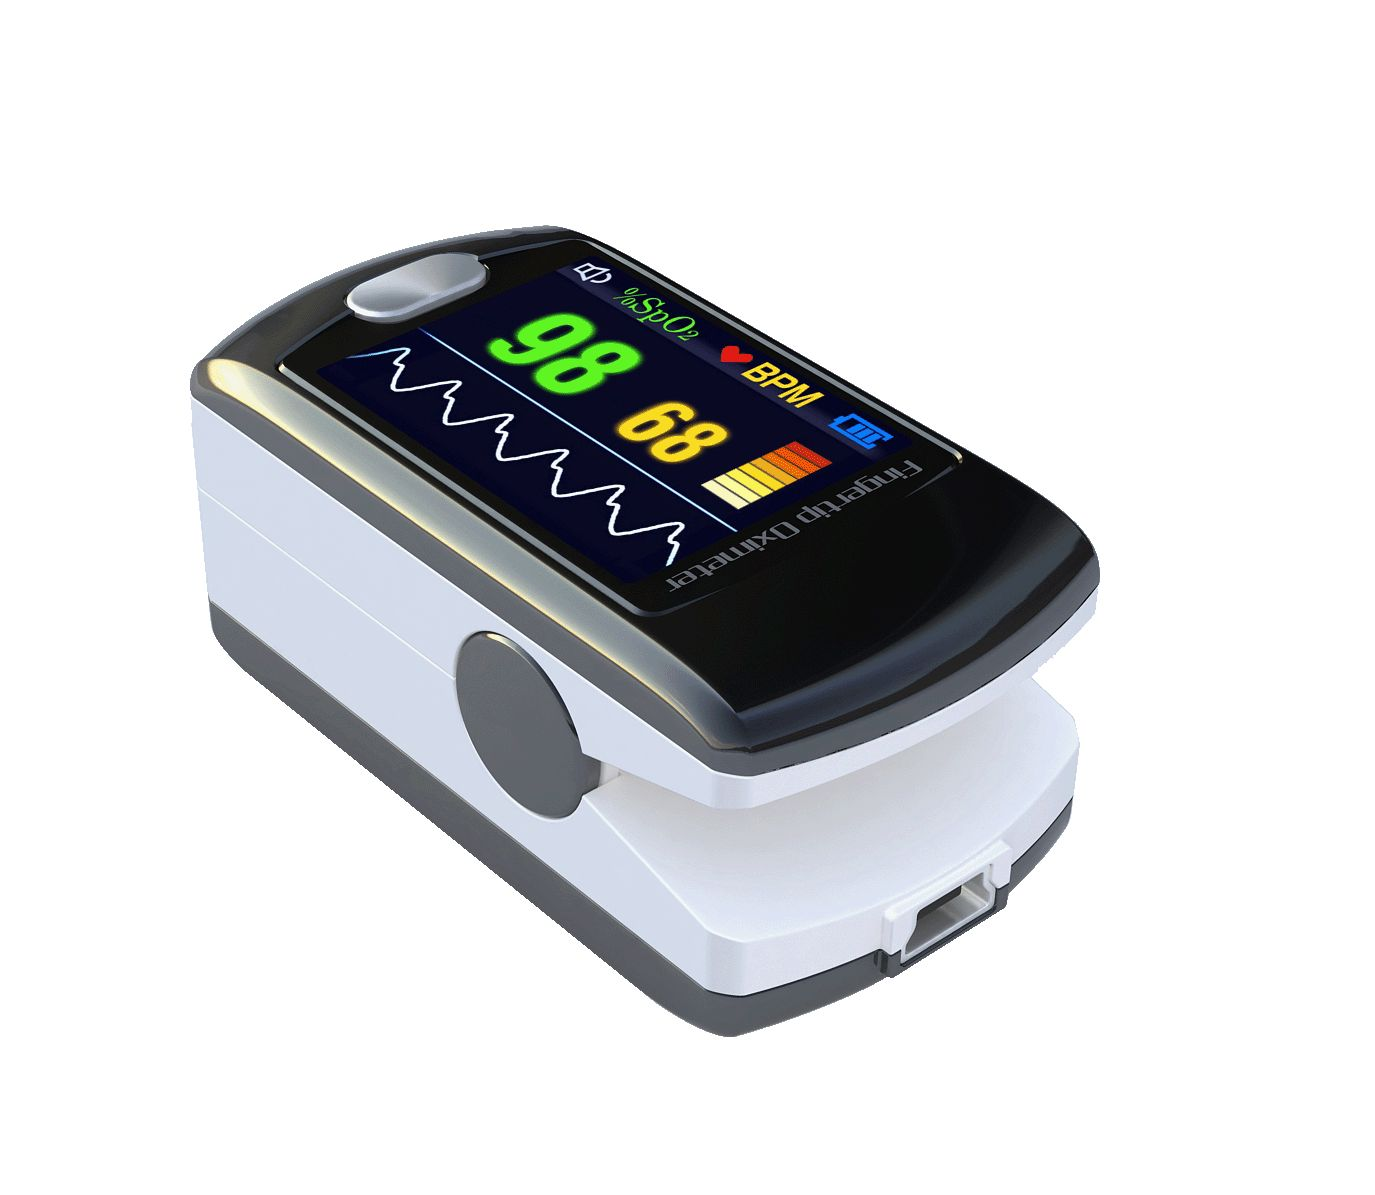 %SpO₂
BPM
98
68
Fingertip Oximeter